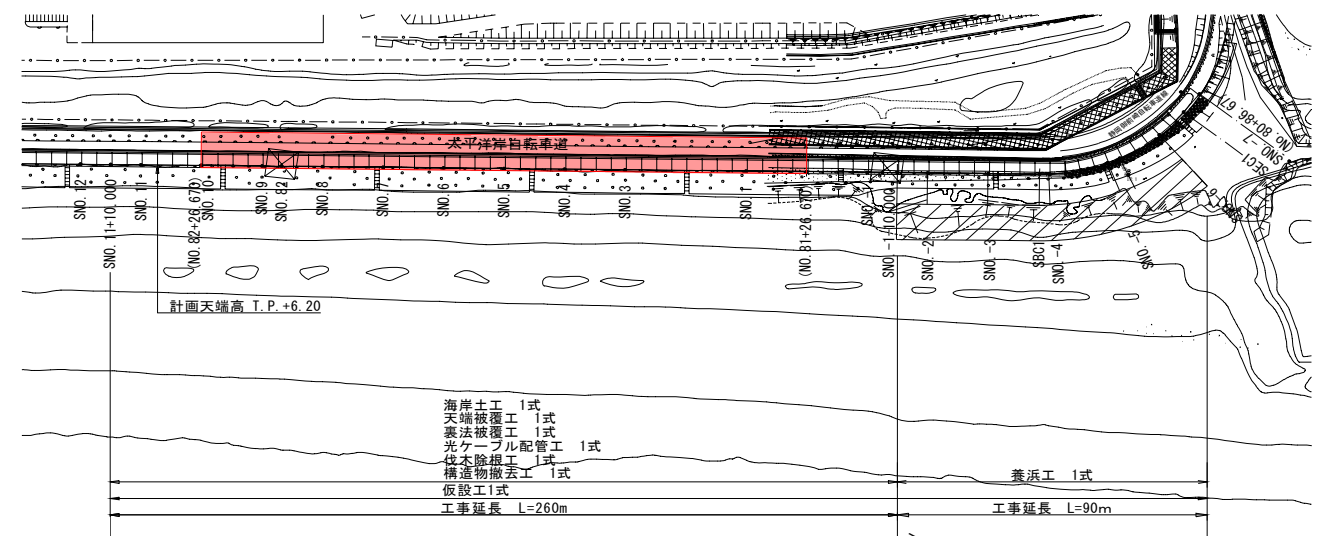 太平洋岸自転車道
SNO.12
SNO.11+10.000
SNO.11
(NO.82+26.670)
SNO.10
SNO.9
SNO.82
SNO.8
SNO.7
SNO.6
SNO.5
SNO.4
SNO.3
SNO.1
(NO.81+26.670)
SNO.-1-10.000
SNO.-2
SNO.-3
SBC1
SNO.-4
SNO.-5
SEC1
SNO.-7
NO.80-86.671
計画天端高 T.P.+6.20
海岸土工 1式
天端被覆工 1式
裏法被覆工 1式
光ケーブル配管工 1式
伐木除根工 1式
構造物撤去工 1式
養浜工 1式
仮設工1式
工事延長 L=260m
工事延長 L=90m